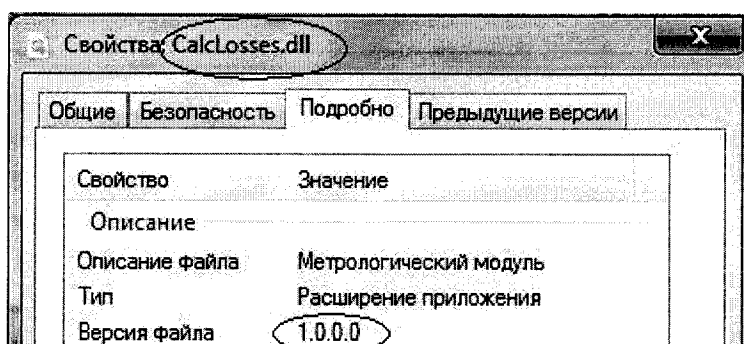 Свойства: CalcLosses.dll
Общие Безопасность Подробно Предыдущие версии
Свойство Значение
Описание
Описание файла Метрологический модуль
Тип Расширение приложения
Версия файла 1.0.0.0